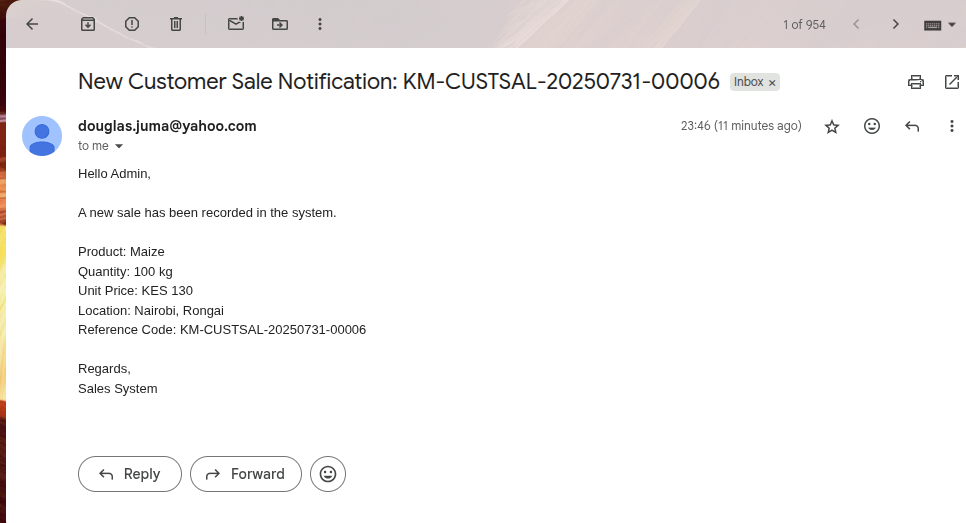 1 of 954
New Customer Sale Notification: KM-CUSTSAL-20250731-00006 Inbox ×
douglas.juma@yahoo.com 23:46 (11 minutes ago)
to me
Hello Admin,
A new sale has been recorded in the system.
Product: Maize
Quantity: 100 kg
Unit Price: KES 130
Location: Nairobi, Rongai
Reference Code: KM-CUSTSAL-20250731-00006
Regards,
Sales System
Reply Forward